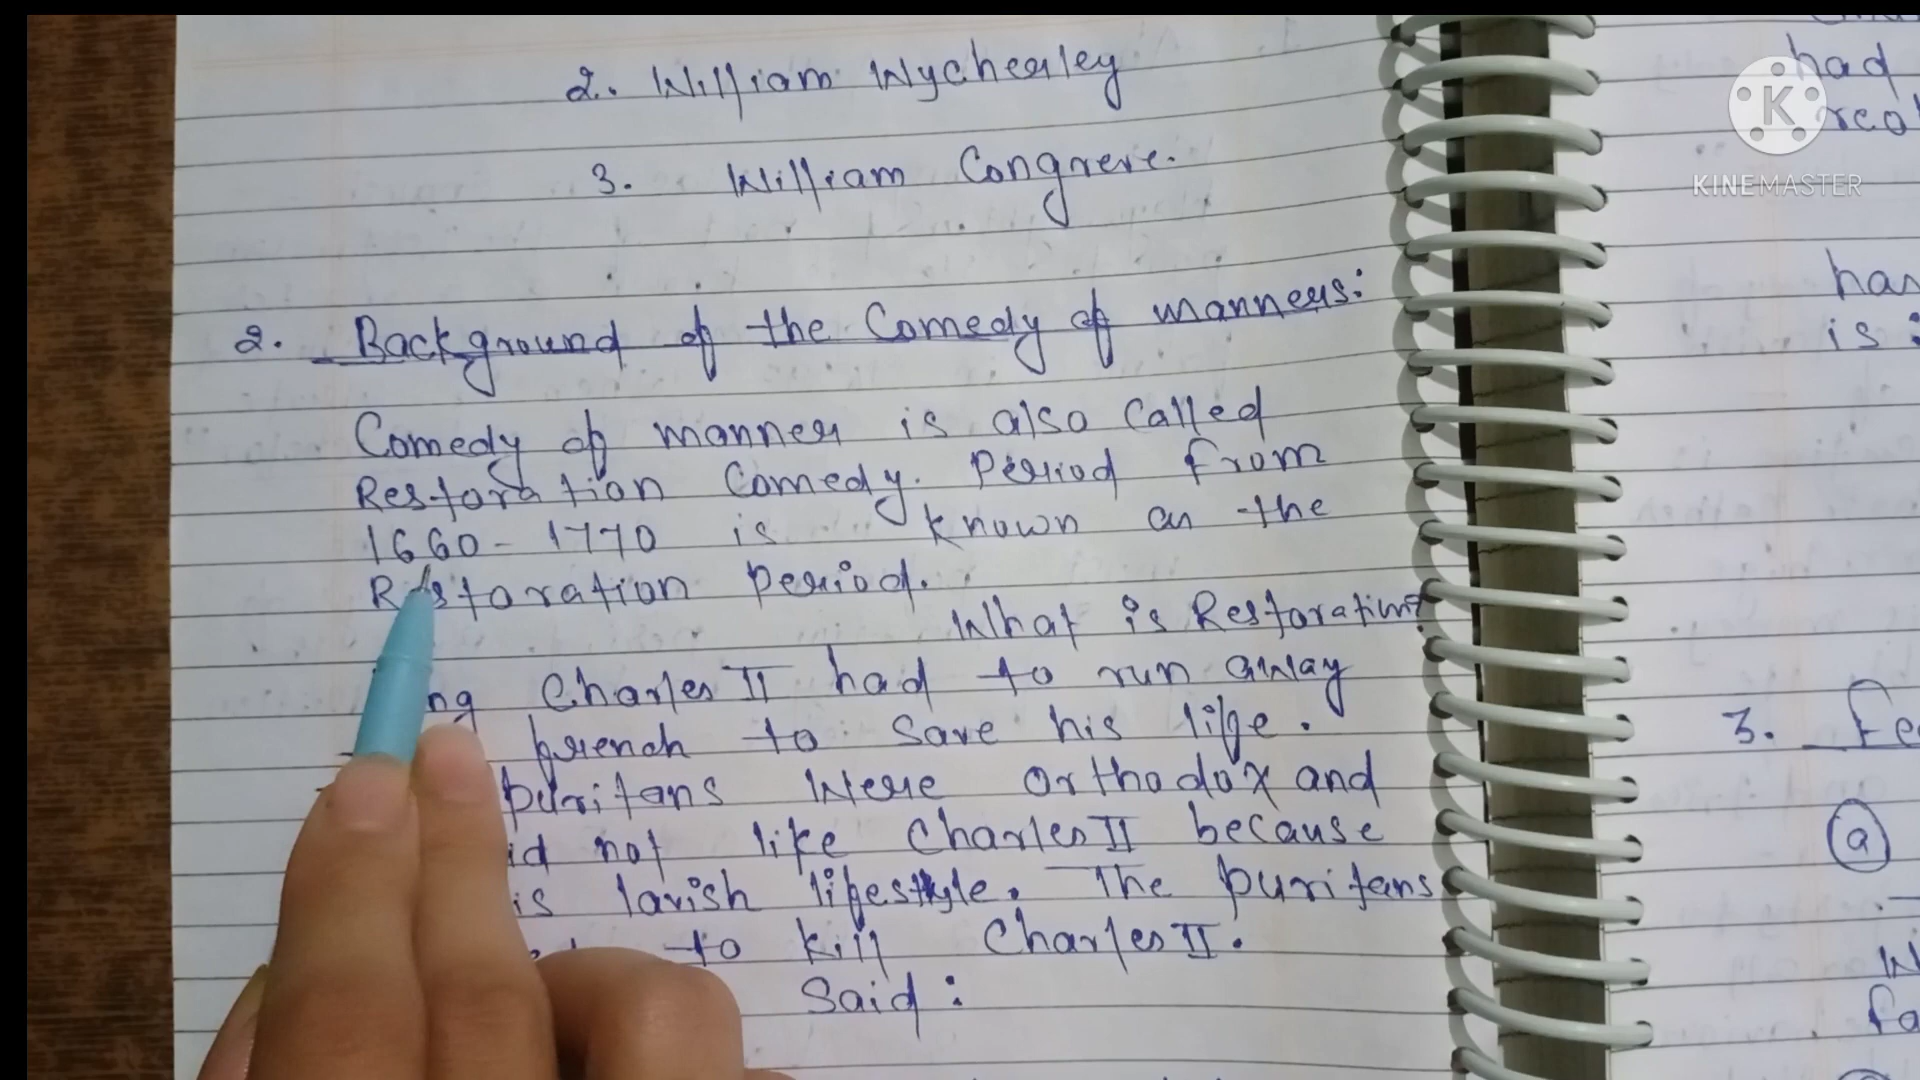 2. William Wycherley
3. William Congreve.
2. Background of the Comedy of manners:
Comedy of manner is also called
Restoration Comedy. Period from
1660-1770 is known as the
Restoration Period.
What is Restoration?
Charles II had to run away
french to save his life.
puritans were orthodox and
not like Charles II because
lavish lifestyle. The puritans
to kill Charles II.
Said:
had
K
KINEMASTER
is
3.
a